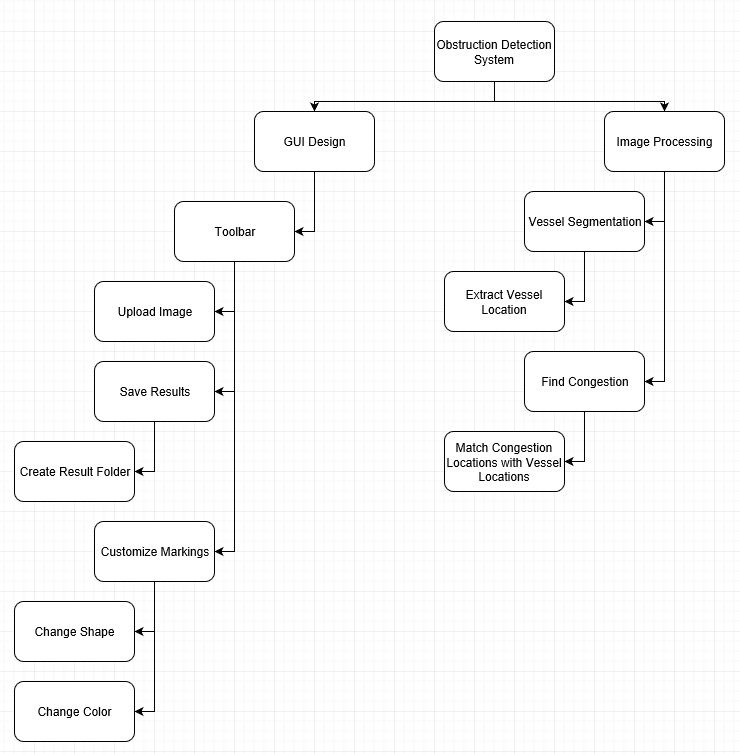 Obstruction Detection
System
GUI Design
Image Processing
Toolbar
Vessel Segmentation
Upload Image
Extract Vessel
Location
Save Results
Find Congestion
Create Result Folder
Match Congestion
Locations with Vessel
Locations
Customize Markings
Change Shape
Change Color